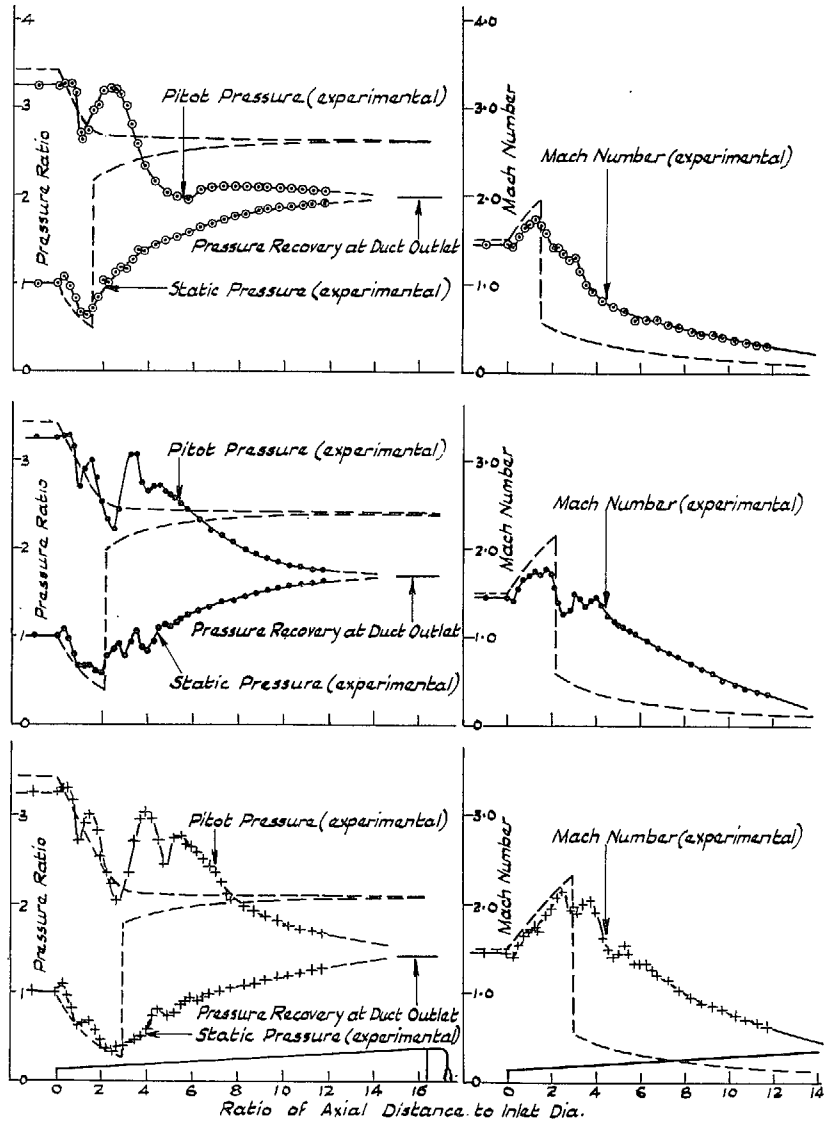 4
3
2
1
0
Pressure Ratio
Pitot Pressure (experimental)
Pressure Recovery at Duct Outlet
Static Pressure (experimental)
4·0
3·0
2·0
1·0
0
Mach Number
Mach Number (experimental)
3
2
1
0
Pressure Ratio
Pitot Pressure (experimental)
Pressure Recovery at Duct Outlet
Static Pressure (experimental)
3·0
2·0
1·0
0
Mach Number
Mach Number (experimental)
3
2
1
0
Pressure Ratio
Pitot Pressure (experimental)
Pressure Recovery at Duct Outlet
Static Pressure (experimental)
0 2 4 6 8 10 12 14 16
3·0
2·0
1·0
0
Mach Number
Mach Number (experimental)
0 2 4 6 8 10 12 14
Ratio of Axial Distance to Inlet Dia.